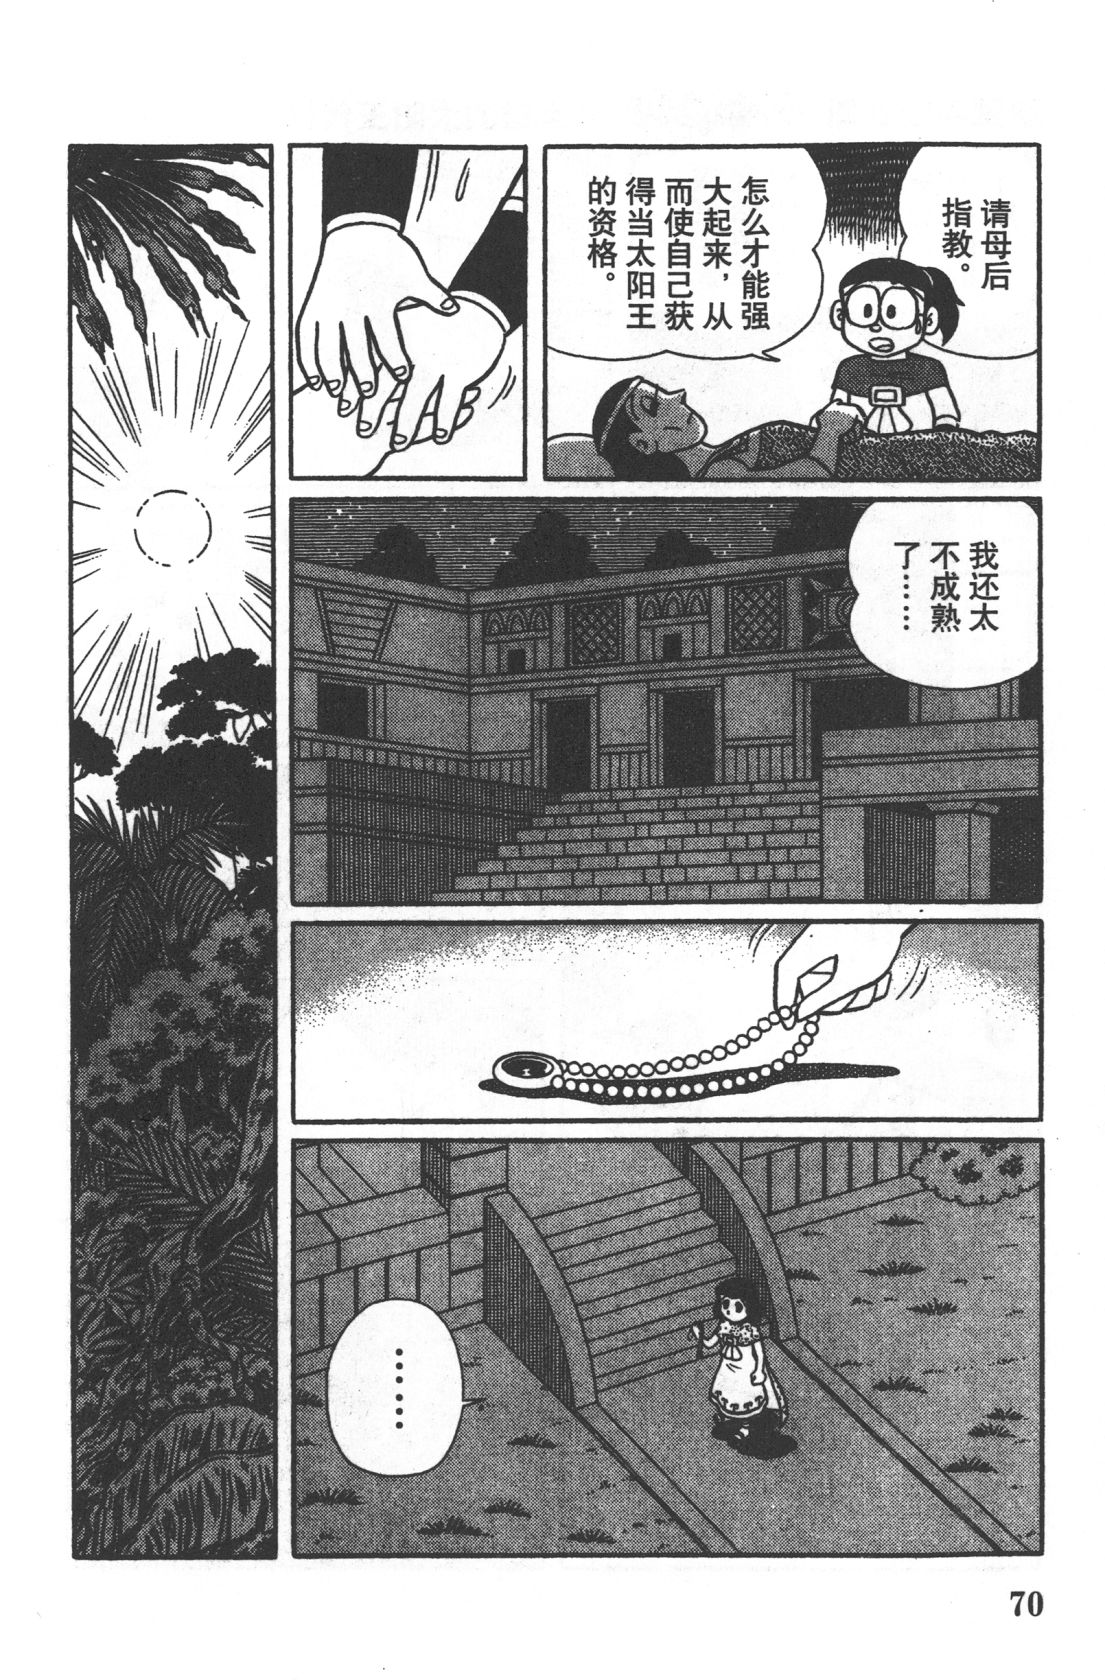 请母后
指教。
怎么才能强
大起来，从
而使自己获
得当太阳王
的资格。
我还太
不成熟
了……
………
70